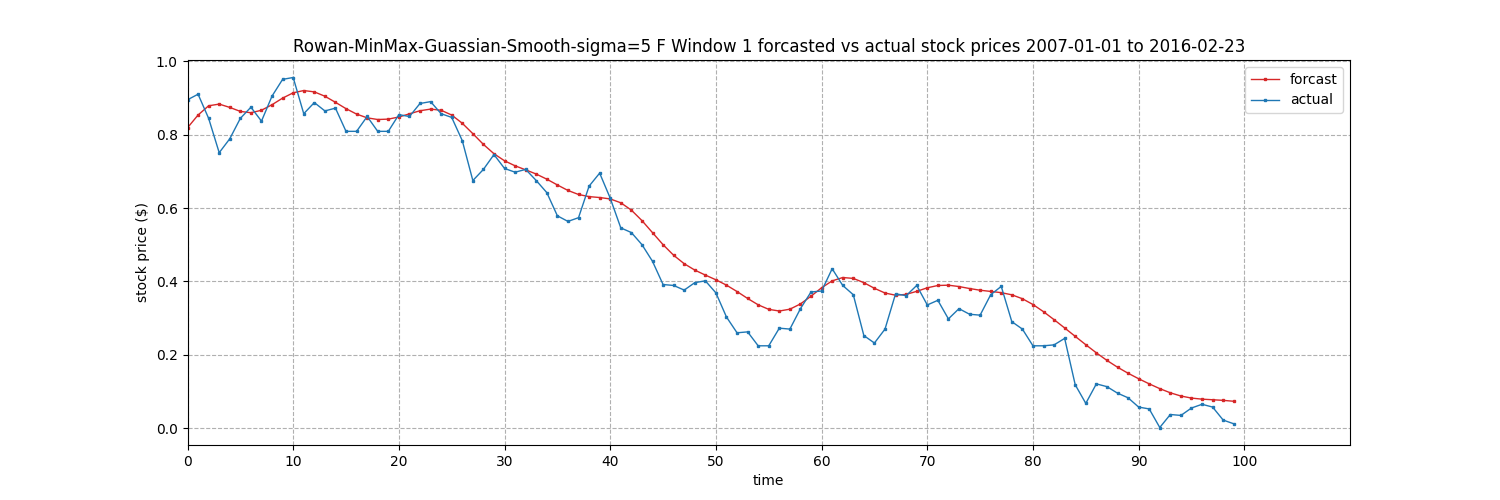 Rowan-MinMax-Guassian-Smooth-sigma=5 F Window 1 forcasted vs actual stock prices 2007-01-01 to 2016-02-23
forcast
actual
stock price ($)
1.0
0.8
0.6
0.4
0.2
0.0
0 10 20 30 40 50 60 70 80 90 100
time